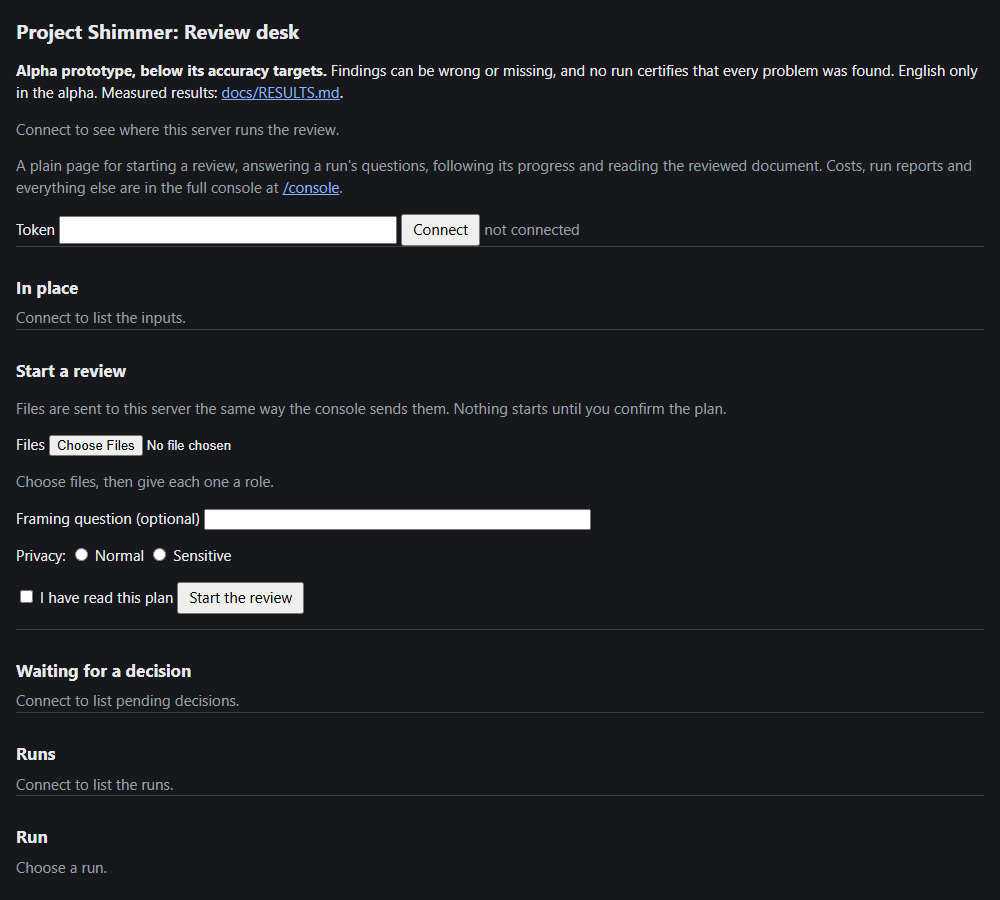 Project Shimmer: Review desk
Alpha prototype, below its accuracy targets. Findings can be wrong or missing, and no run certifies that every problem was found. English only
in the alpha. Measured results: docs/RESULTS.md.
Connect to see where this server runs the review.
A plain page for starting a review, answering a run's questions, following its progress and reading the reviewed document. Costs, run reports and
everything else are in the full console at /console.
Token Connect not connected
In place
Connect to list the inputs.
Start a review
Files are sent to this server the same way the console sends them. Nothing starts until you confirm the plan.
Files Choose Files No file chosen
Choose files, then give each one a role.
Framing question (optional)
Privacy: Normal Sensitive
I have read this plan Start the review
Waiting for a decision
Connect to list pending decisions.
Runs
Connect to list the runs.
Run
Choose a run.